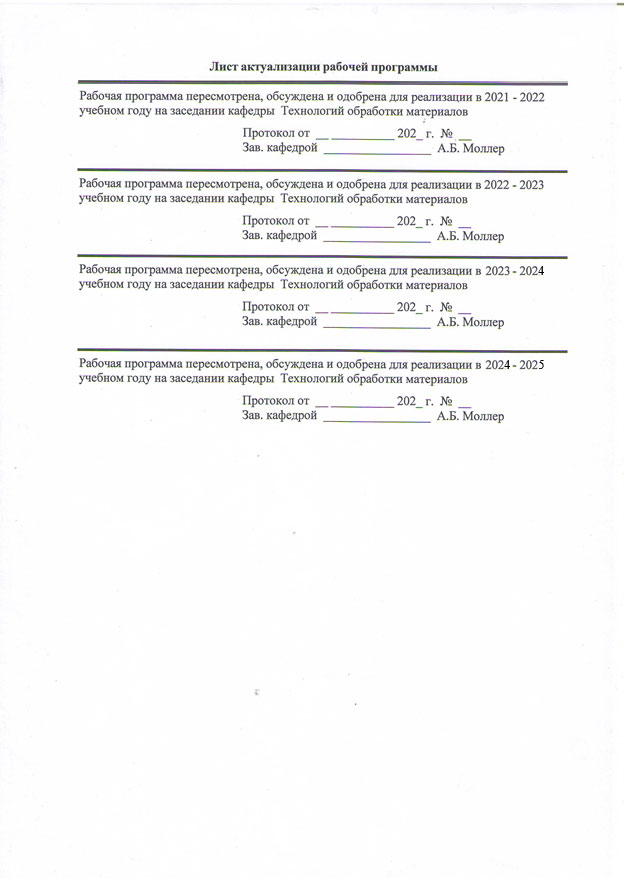 Лист актуализации рабочей программы
Рабочая программа пересмотрена, обсуждена и одобрена для реализации в 2021 - 2022
учебном году на заседании кафедры Технологий обработки материалов
Протокол от __ __________ 202_ г. № __
Зав. кафедрой _________________ А.Б. Моллер
Рабочая программа пересмотрена, обсуждена и одобрена для реализации в 2022 - 2023
учебном году на заседании кафедры Технологий обработки материалов
Протокол от __ __________ 202_ г. № __
Зав. кафедрой _________________ А.Б. Моллер
Рабочая программа пересмотрена, обсуждена и одобрена для реализации в 2023 - 2024
учебном году на заседании кафедры Технологий обработки материалов
Протокол от __ __________ 202_ г. № __
Зав. кафедрой _________________ А.Б. Моллер
Рабочая программа пересмотрена, обсуждена и одобрена для реализации в 2024 - 2025
учебном году на заседании кафедры Технологий обработки материалов
Протокол от __ __________ 202_ г. № __
Зав. кафедрой _________________ А.Б. Моллер